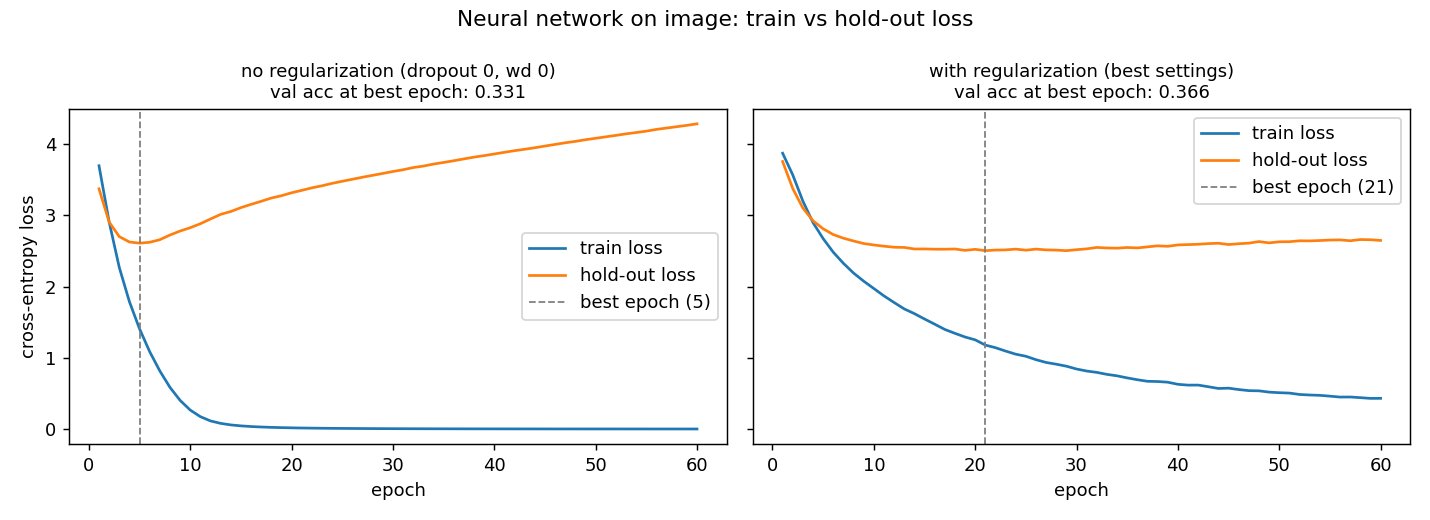 Neural network on image: train vs hold-out loss
no regularization (dropout 0, wd 0)
val acc at best epoch: 0.331
cross-entropy loss
4
3
2
1
0
train loss
hold-out loss
best epoch (5)
0
10
20
30
40
50
60
epoch
with regularization (best settings)
val acc at best epoch: 0.366
train loss
hold-out loss
best epoch (21)
0
10
20
30
40
50
60
epoch